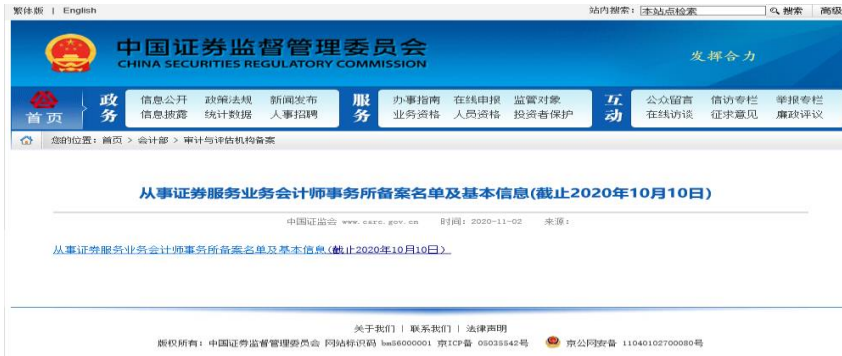 繁体版 | English 站内搜索: 本站点检索 搜索 高级
中国证券监督管理委员会
CHINA SECURITIES REGULATORY COMMISSION
发挥合力
首页 政务 信息公开 政策法规 新闻发布 服务 办事指南 在线申报 监管对象 互动 公众留言 信访专栏 举报专栏
信息披露 统计数据 人事招聘 业务资格 人员资格 投资者保护 在线访谈 征求意见 廉政评议
您的位置: 首页 > 会计部 > 审计与评估机构备案
从事证券服务业务会计师事务所备案名单及基本信息(截止2020年10月10日)
中国证监会 www.csrc.gov.cn 时间: 2020-11-02 来源:
从事证券服务业务会计师事务所备案名单及基本信息(截止2020年10月10日)
关于我们 | 联系我们 | 法律声明
版权所有: 中国证券监督管理委员会 网站标识码 bm56000001 京ICP备 05035542号 京公网安备 11040102700080号